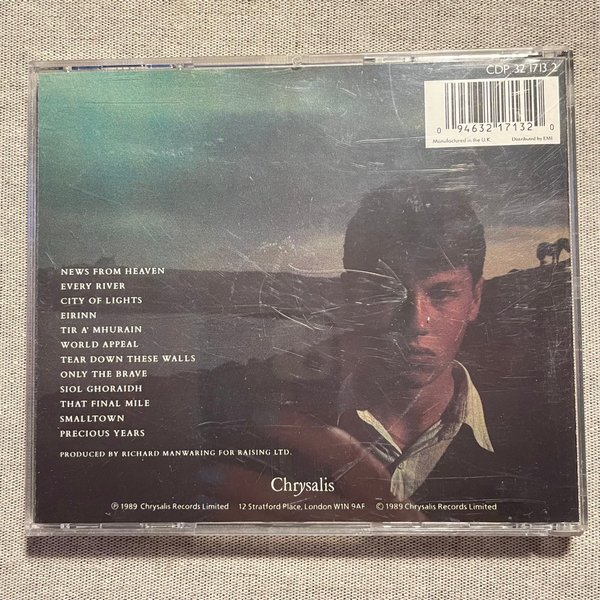 CDP 32 1713 2
0 94632 17132 0
Manufactured in the U.K. Distributed by EMI
NEWS FROM HEAVEN
EVERY RIVER
CITY OF LIGHTS
EIRINN
TIR A' MHURAIN
WORLD APPEAL
TEAR DOWN THESE WALLS
ONLY THE BRAVE
SIOL GHORAIDH
THAT FINAL MILE
SMALLTOWN
PRECIOUS YEARS
PRODUCED BY RICHARD MANWARING FOR RAISING LTD.
Chrysalis
℗ 1989 Chrysalis Records Limited 12 Stratford Place, London W1N 9AF © 1989 Chrysalis Records Limited